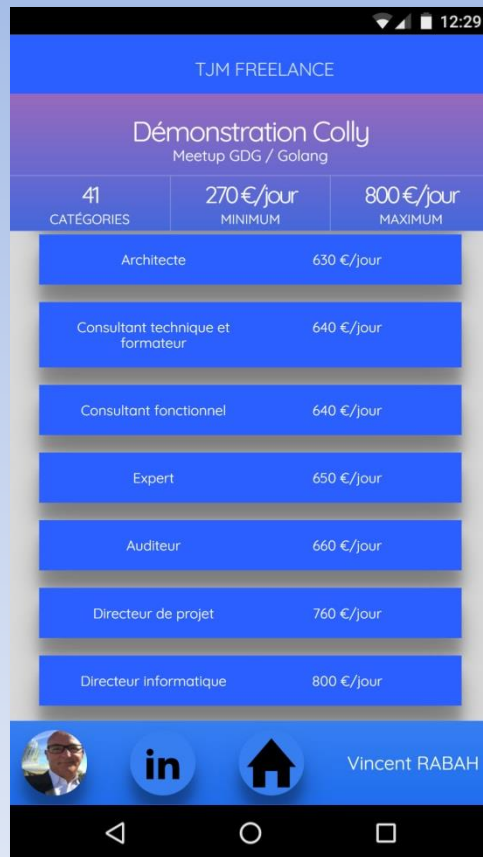 12:29
TJM FREELANCE
Démonstration Colly
Meetup GDG / Golang
41
CATÉGORIES
270 €/jour
MINIMUM
800 €/jour
MAXIMUM
Architecte 630 €/jour
Consultant technique et 640 €/jour
formateur
Consultant fonctionnel 640 €/jour
Expert 650 €/jour
Auditeur 660 €/jour
Directeur de projet 760 €/jour
Directeur informatique 800 €/jour
in
Vincent RABAH